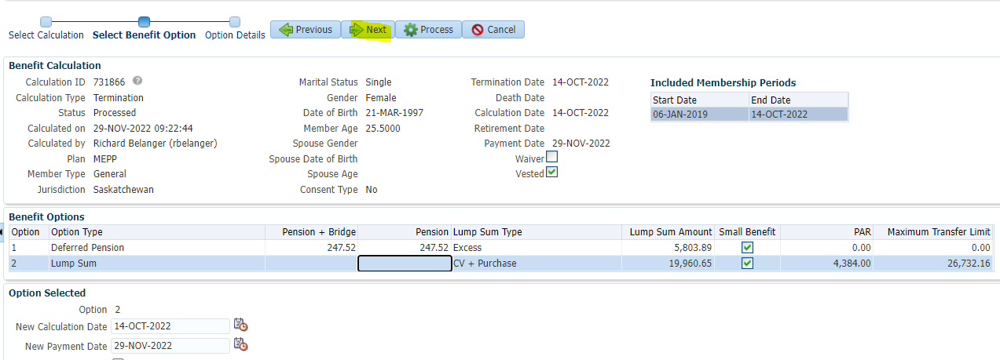 Select Calculation Select Benefit Option Option Details Previous Next Process Cancel
Benefit Calculation
Calculation ID 731866 ? Marital Status Single Termination Date 14-OCT-2022 Included Membership Periods
Calculation Type Termination Gender Female Death Date Start Date End Date
Status Processed Date of Birth 21-MAR-1997 Calculation Date 14-OCT-2022 06-JAN-2019 14-OCT-2022
Calculated on 29-NOV-2022 09:22:44 Member Age 25.5000 Retirement Date
Calculated by Richard Belanger (rbelanger) Spouse Gender Payment Date 29-NOV-2022
Plan MEPP Spouse Date of Birth Waiver
Member Type General Spouse Age Vested
Jurisdiction Saskatchewan Consent Type No
Benefit Options
Option Option Type Pension + Bridge Pension Lump Sum Type Lump Sum Amount Small Benefit PAR Maximum Transfer Limit
1 Deferred Pension 247.52 247.52 Excess 5,803.89 0.00 0.00
2 Lump Sum CV + Purchase 19,960.65 4,384.00 26,732.16
Option Selected
Option 2
New Calculation Date 14-OCT-2022
New Payment Date 29-NOV-2022